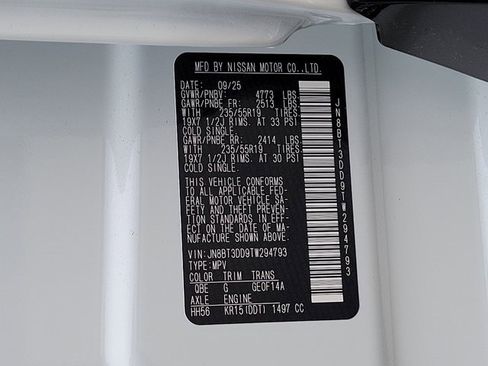 MFD BY NISSAN MOTOR CO.,LTD.
DATE: 09/25
GVWR/PNBV: 4773 LBS
GAWR/PNBE FR: 2513 LBS
WITH 235/55R19 TIRES
19X7 1/2J RIMS. AT 33 PSI
COLD SINGLE.
GAWR/PNBE RR: 2414 LBS
WITH 235/55R19 TIRES
19X7 1/2J RIMS. AT 30 PSI
COLD SINGLE.
THIS VEHICLE CONFORMS
TO ALL APPLICABLE FED-
ERAL MOTOR VEHICLE SA-
FETY AND THEFT PREVEN-
TION STANDARDS IN EFF-
ECT ON THE DATE OF MA-
NUFACTURE SHOWN ABOVE.
VIN: JN8BT3DD9TW294793
TYPE: MPV
COLOR TRIM TRANS
QBE G GE0F14A
AXLE ENGINE
HH56 KR15(DDT) 1497 CC
JN8BT3DD9TW294793